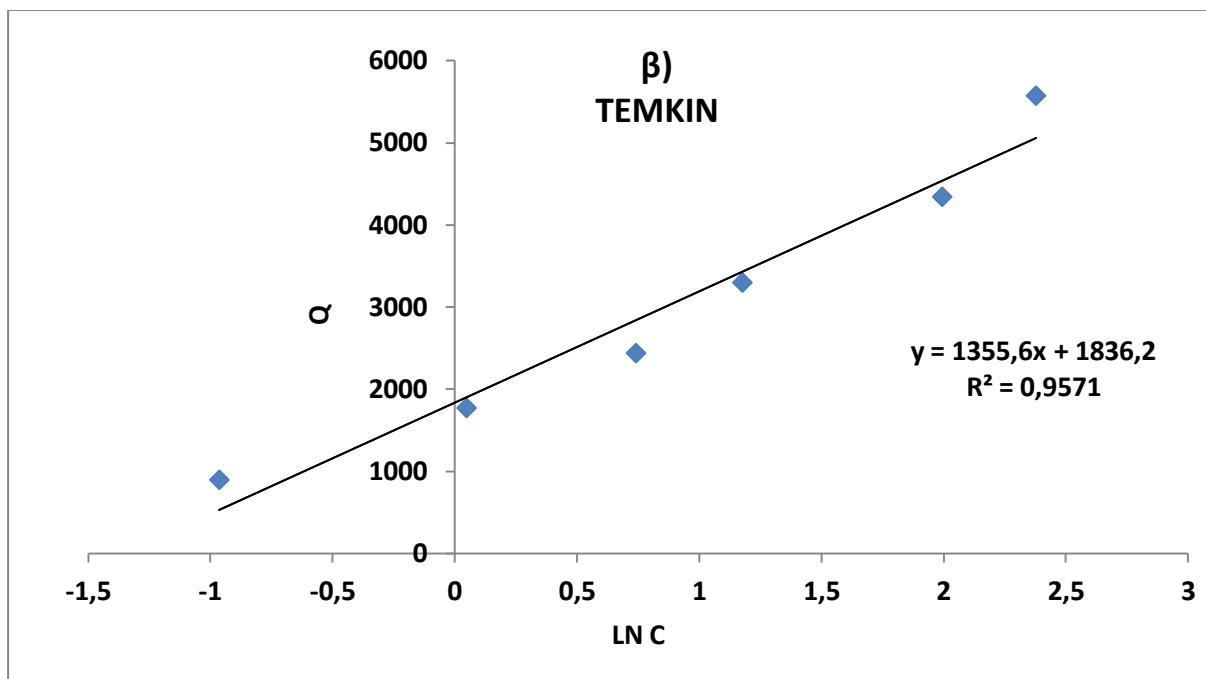 β)
TEMKIN
6000
5000
4000
3000
2000
1000
0
Q
y = 1355,6x + 1836,2
R² = 0,9571
-1,5 -1 -0,5 0 0,5 1 1,5 2 2,5 3
LN C